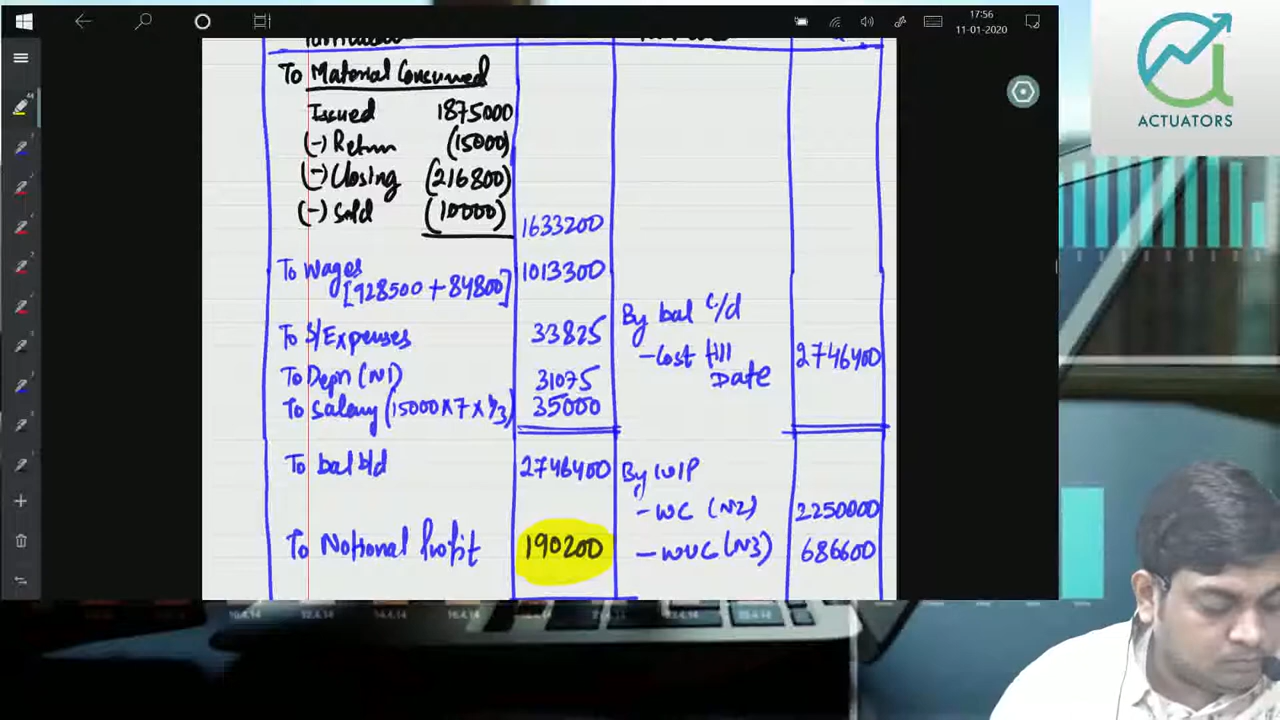 17:56
11-01-2020
ACTUATORS
To Material Consumed
Issued 1875000
(-) Return (15000)
(-) Closing (216800)
(-) Sold (10000)
1633200
To Wages 1013300
[928500 + 84800]
To S/Expenses 33825
By bal c/d
-Cost till Date 2746400
To Depn (N1) 31075
To Salary (15000×7×1/3) 35000
To bal b/d 2746400 By WIP
-WC (N2) 2250000
To Notional Profit 190200 -WUC (N3) 686600